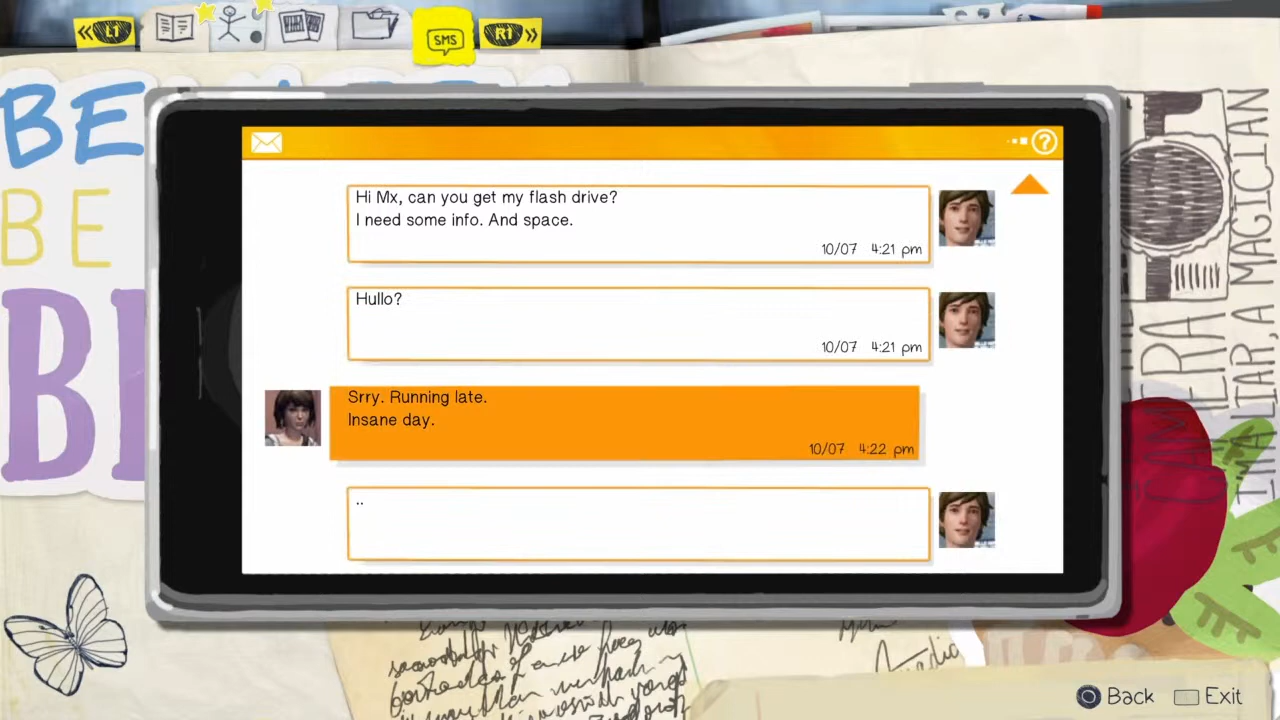 L1
SMS
R1
BE
BE
Hi Mx, can you get my flash drive?
I need some info. And space.
10/07 4:21 pm
Hullo?
10/07 4:21 pm
Srry. Running late.
Insane day.
10/07 4:22 pm
..
?
CAMERA
I'M A LIAR, A MAGICIAN
Back
Exit